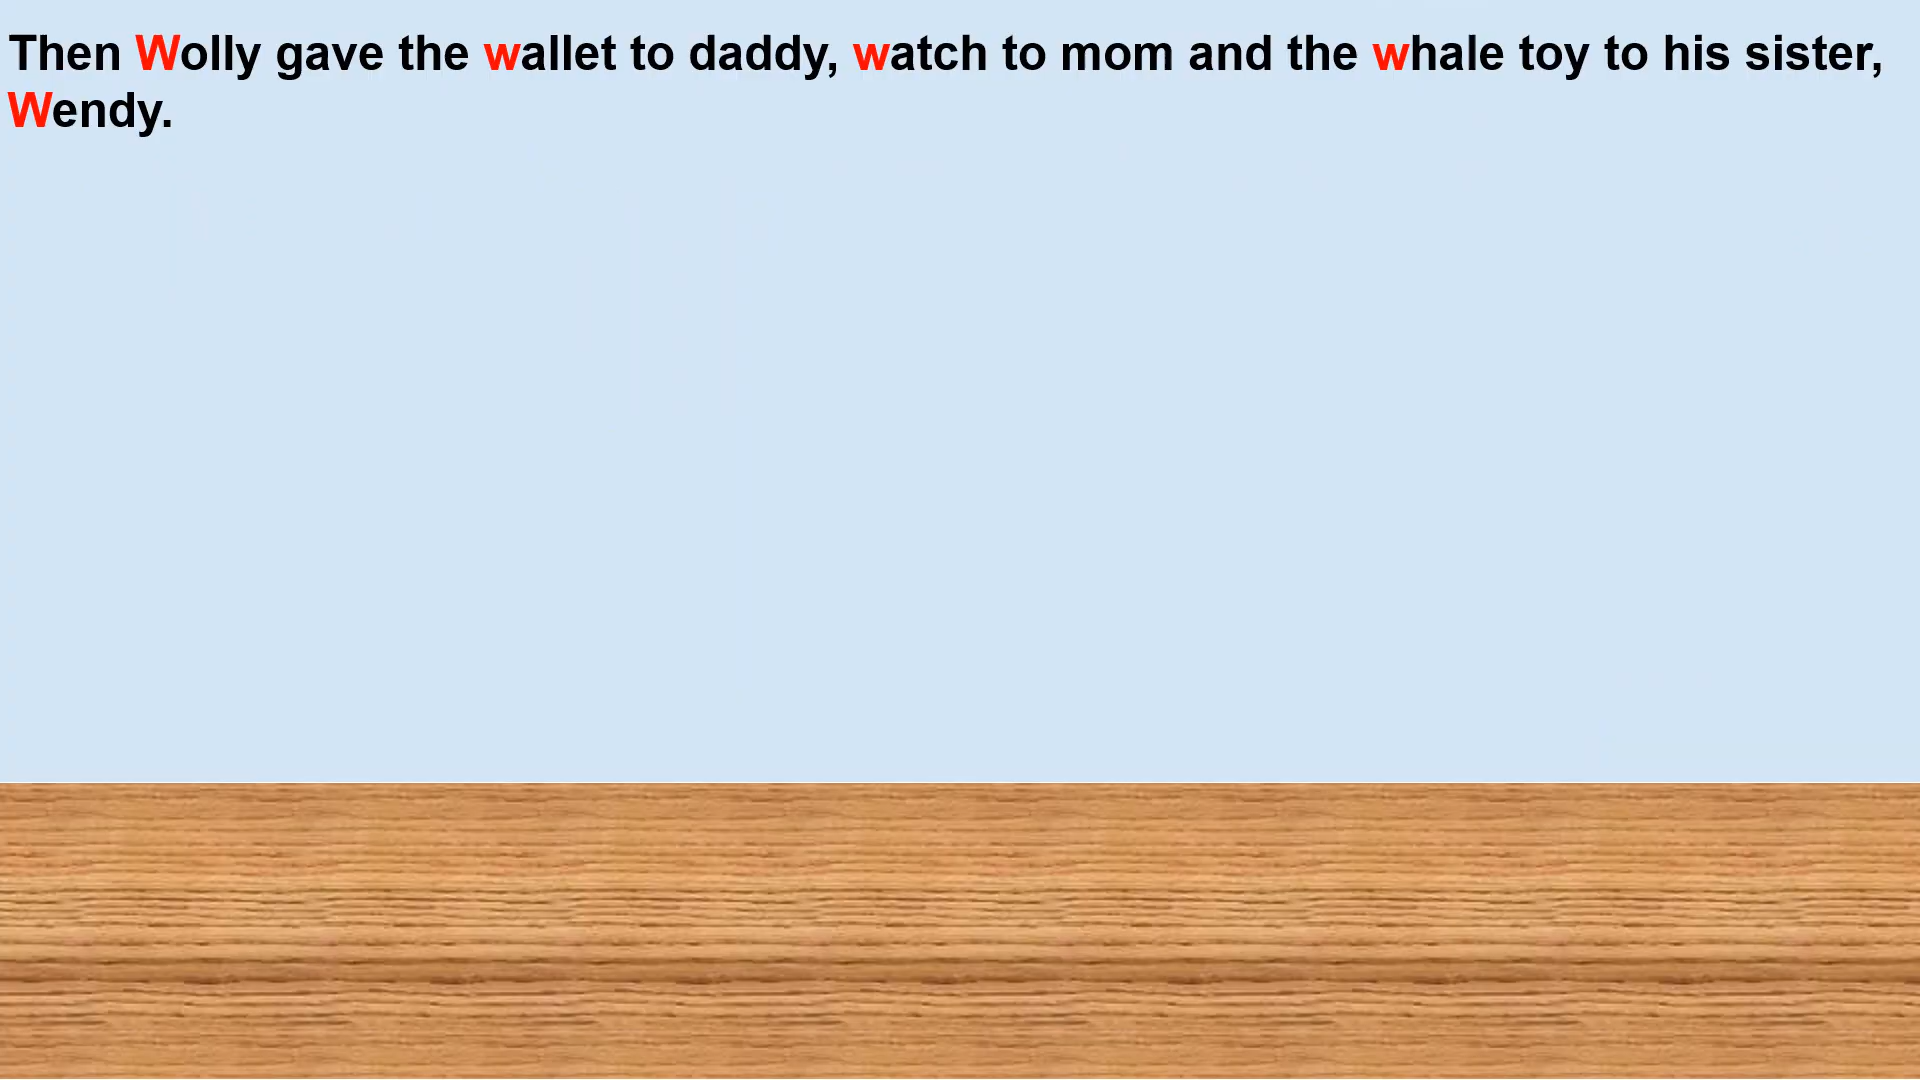 Then Wolly gave the wallet to daddy, watch to mom and the whale toy to his sister,
Wendy.